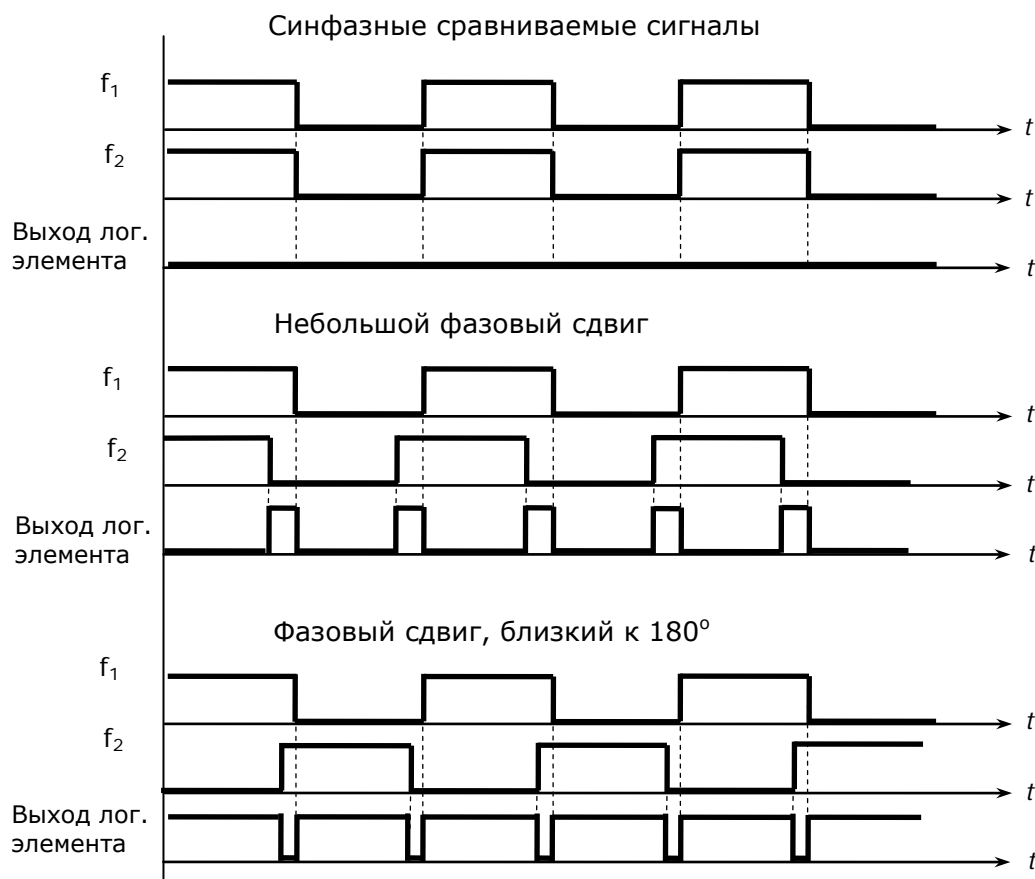 Синфазные сравниваемые сигналы
f₁
t
f₂
t
Выход лог.
элемента
t
Небольшой фазовый сдвиг
f₁
t
f₂
t
Выход лог.
элемента
t
Фазовый сдвиг, близкий к 180º
f₁
t
f₂
t
Выход лог.
элемента
t